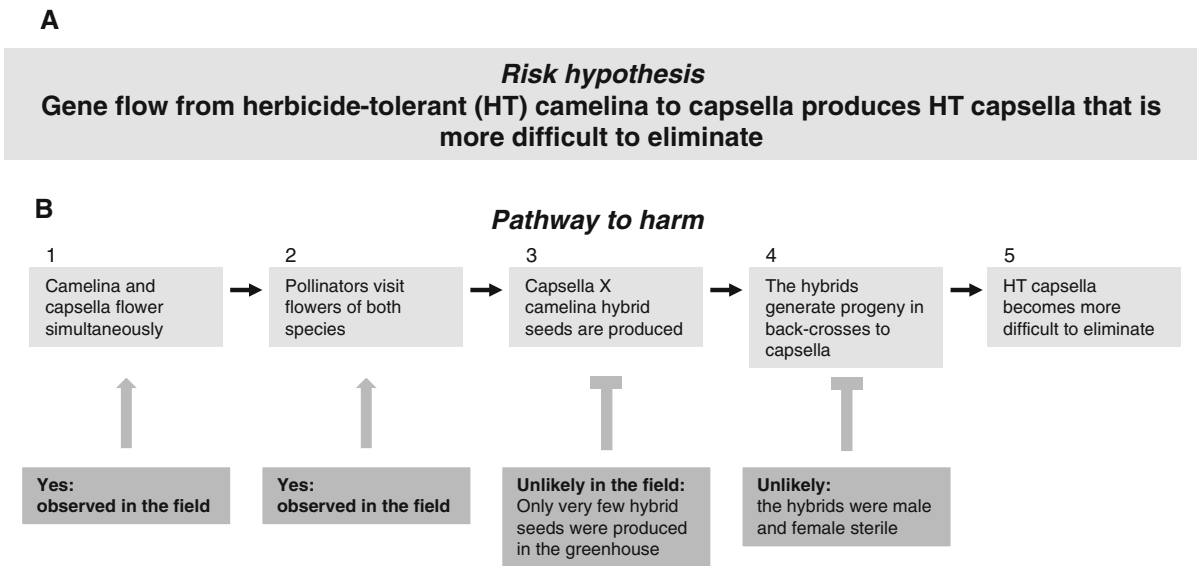 A
Risk hypothesis
Gene flow from herbicide-tolerant (HT) camelina to capsella produces HT capsella that is
more difficult to eliminate
B
Pathway to harm
1
Camelina and
capsella flower
simultaneously
2
Pollinators visit
flowers of both
species
3
Capsella X
camelina hybrid
seeds are produced
4
The hybrids
generate progeny in
back-crosses to
capsella
5
HT capsella
becomes more
difficult to eliminate
Yes:
observed in the field
Yes:
observed in the field
Unlikely in the field:
Only very few hybrid
seeds were produced
in the greenhouse
Unlikely:
the hybrids were male
and female sterile